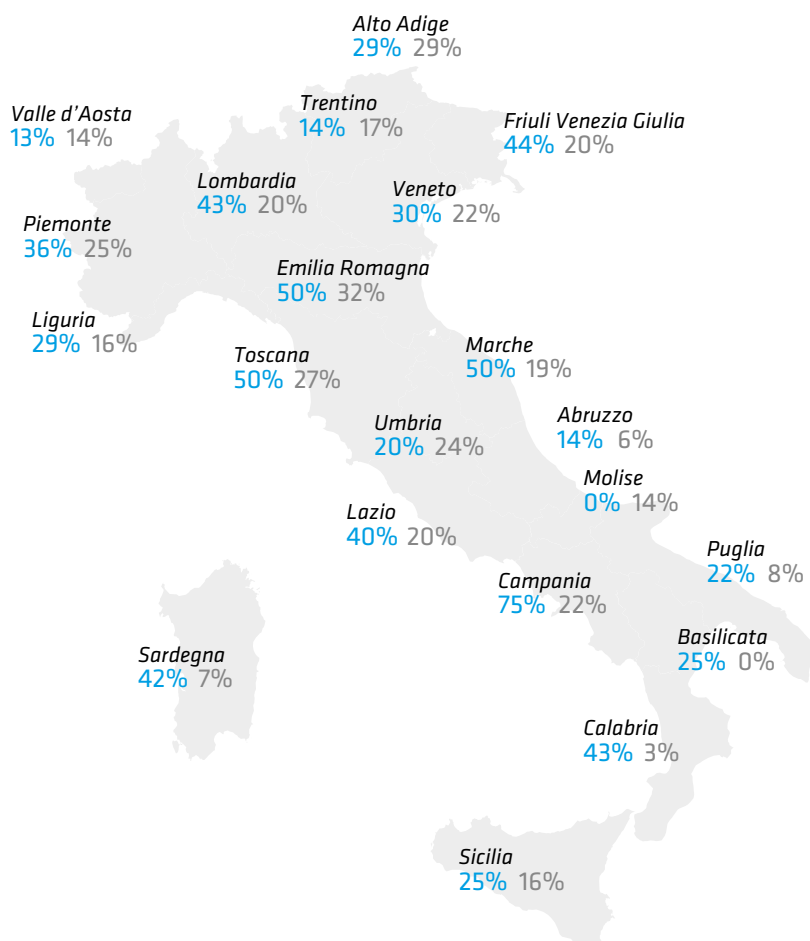 Alto Adige
29% 29%
Valle d'Aosta
13% 14%
Trentino
14% 17%
Friuli Venezia Giulia
44% 20%
Lombardia
43% 20%
Veneto
30% 22%
Piemonte
36% 25%
Emilia Romagna
50% 32%
Liguria
29% 16%
Toscana
50% 27%
Marche
50% 19%
Umbria
20% 24%
Abruzzo
14% 6%
Molise
0% 14%
Lazio
40% 20%
Puglia
22% 8%
Campania
75% 22%
Basilicata
25% 0%
Sardegna
42% 7%
Calabria
43% 3%
Sicilia
25% 16%